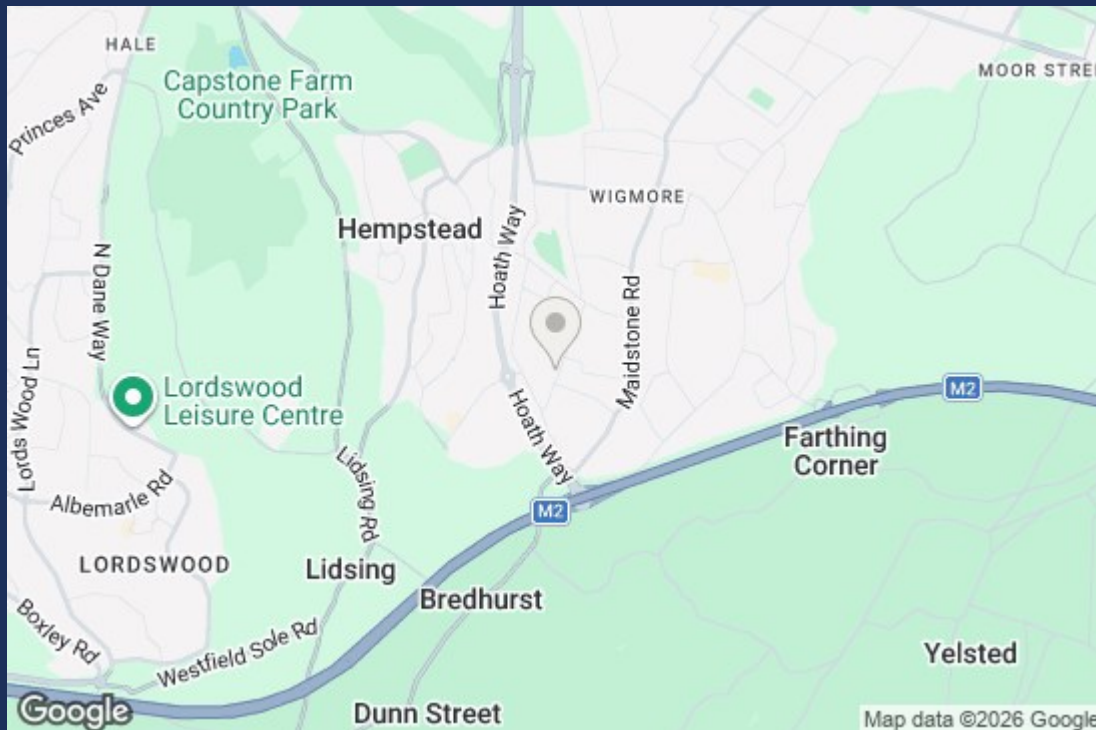 HALE
Capstone Farm
Country Park
MOOR STRE
Princes Ave
WIGMORE
Hempstead
Hoath Way
N Dane Way
Maidstone Rd
Lords Wood Ln
Lordswood
Leisure Centre
M2
Hoath Way
Farthing
Corner
Lidsing Rd
Albemarle Rd
M2
LORDSWOOD
Lidsing
Bredhurst
Boxley Rd
Westfield Sole Rd
Yelsted
Google
Dunn Street
Map data ©2026 Google